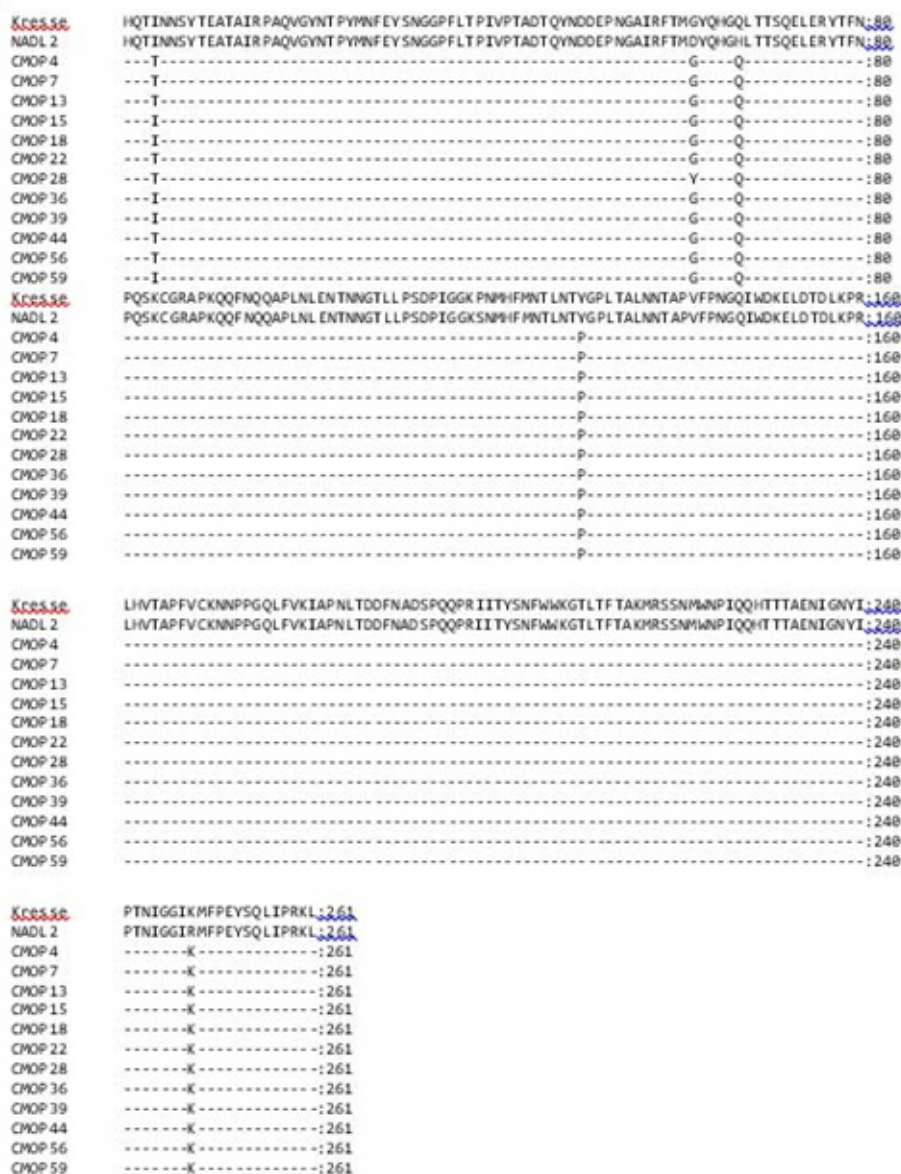 Kresse HQTINNSYTEATAIRPAQVGYNTPYMNFEYSNGGPFLTPIVPTADTQYNDDEPNGAIRFTMGYQHGQLTTSQELERYTFN:80
NADL2 HQTINNSYTEATAIRPAQVGYNTPYMNFEYSNGGPFLTPIVPTADTQYNDDEPNGAIRFTMDYQHGHLTTSQELERYTFN:80
CMOP4 ---T---------------------------------------------------------G----Q-------------:80
CMOP7 ---T---------------------------------------------------------G----Q-------------:80
CMOP13 ---T---------------------------------------------------------G----Q-------------:80
CMOP15 ---I---------------------------------------------------------G----Q-------------:80
CMOP18 ---I---------------------------------------------------------G----Q-------------:80
CMOP22 ---T---------------------------------------------------------G----Q-------------:80
CMOP28 ---T---------------------------------------------------------Y----Q-------------:80
CMOP36 ---I---------------------------------------------------------G----Q-------------:80
CMOP39 ---I---------------------------------------------------------G----Q-------------:80
CMOP44 ---T---------------------------------------------------------G----Q-------------:80
CMOP56 ---T---------------------------------------------------------G----Q-------------:80
CMOP59 ---I---------------------------------------------------------G----Q-------------:80
Kresse PQSKCGRAPKQQFNQQAPLNLENTNNGTLLPSDPIGGKPNMHFMNTLNTYGPLTALNNTAPVFPNGQIWDKELDTDLKPR:160
NADL2 PQSKCGRAPKQQFNQQAPLNLENTNNGTLLPSDPIGGKSNMHFMNTLNTYGPLTALNNTAPVFPNGQIWDKELDTDLKPR:160
CMOP4 -------------------------------------------------P------------------------------:160
CMOP7 -------------------------------------------------P------------------------------:160
CMOP13 -------------------------------------------------P------------------------------:160
CMOP15 -------------------------------------------------P------------------------------:160
CMOP18 -------------------------------------------------P------------------------------:160
CMOP22 -------------------------------------------------P------------------------------:160
CMOP28 -------------------------------------------------P------------------------------:160
CMOP36 -------------------------------------------------P------------------------------:160
CMOP39 -------------------------------------------------P------------------------------:160
CMOP44 -------------------------------------------------P------------------------------:160
CMOP56 -------------------------------------------------P------------------------------:160
CMOP59 -------------------------------------------------P------------------------------:160
Kresse LHVTAPFVCKNNPPGQLFVKIAPNLTDDFNADSPQQPRIITYSNFWWKGTLTFTAKMRSSNMWNPIQQHTTTAENIGNYI:240
NADL2 LHVTAPFVCKNNPPGQLFVKIAPNLTDDFNADSPQQPRIITYSNFWWKGTLTFTAKMRSSNMWNPIQQHTTTAENIGNYI:240
CMOP4 --------------------------------------------------------------------------------:240
CMOP7 --------------------------------------------------------------------------------:240
CMOP13 --------------------------------------------------------------------------------:240
CMOP15 --------------------------------------------------------------------------------:240
CMOP18 --------------------------------------------------------------------------------:240
CMOP22 --------------------------------------------------------------------------------:240
CMOP28 --------------------------------------------------------------------------------:240
CMOP36 --------------------------------------------------------------------------------:240
CMOP39 --------------------------------------------------------------------------------:240
CMOP44 --------------------------------------------------------------------------------:240
CMOP56 --------------------------------------------------------------------------------:240
CMOP59 --------------------------------------------------------------------------------:240
Kresse PTNIGGIKMFPEYSQLIPRKL:261
NADL2 PTNIGGIRMFPEYSQLIPRKL:261
CMOP4 -------K-------------:261
CMOP7 -------K-------------:261
CMOP13 -------K-------------:261
CMOP15 -------K-------------:261
CMOP18 -------K-------------:261
CMOP22 -------K-------------:261
CMOP28 -------K-------------:261
CMOP36 -------K-------------:261
CMOP39 -------K-------------:261
CMOP44 -------K-------------:261
CMOP56 -------K-------------:261
CMOP59 -------K-------------:261